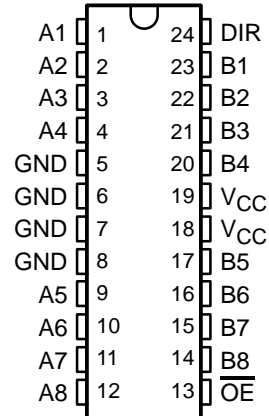 A1 1 24 DIR
A2 2 23 B1
A3 3 22 B2
A4 4 21 B3
GND 5 20 B4
GND 6 19 VCC
GND 7 18 VCC
GND 8 17 B5
A5 9 16 B6
A6 10 15 B7
A7 11 14 B8
A8 12 13 O̅E̅